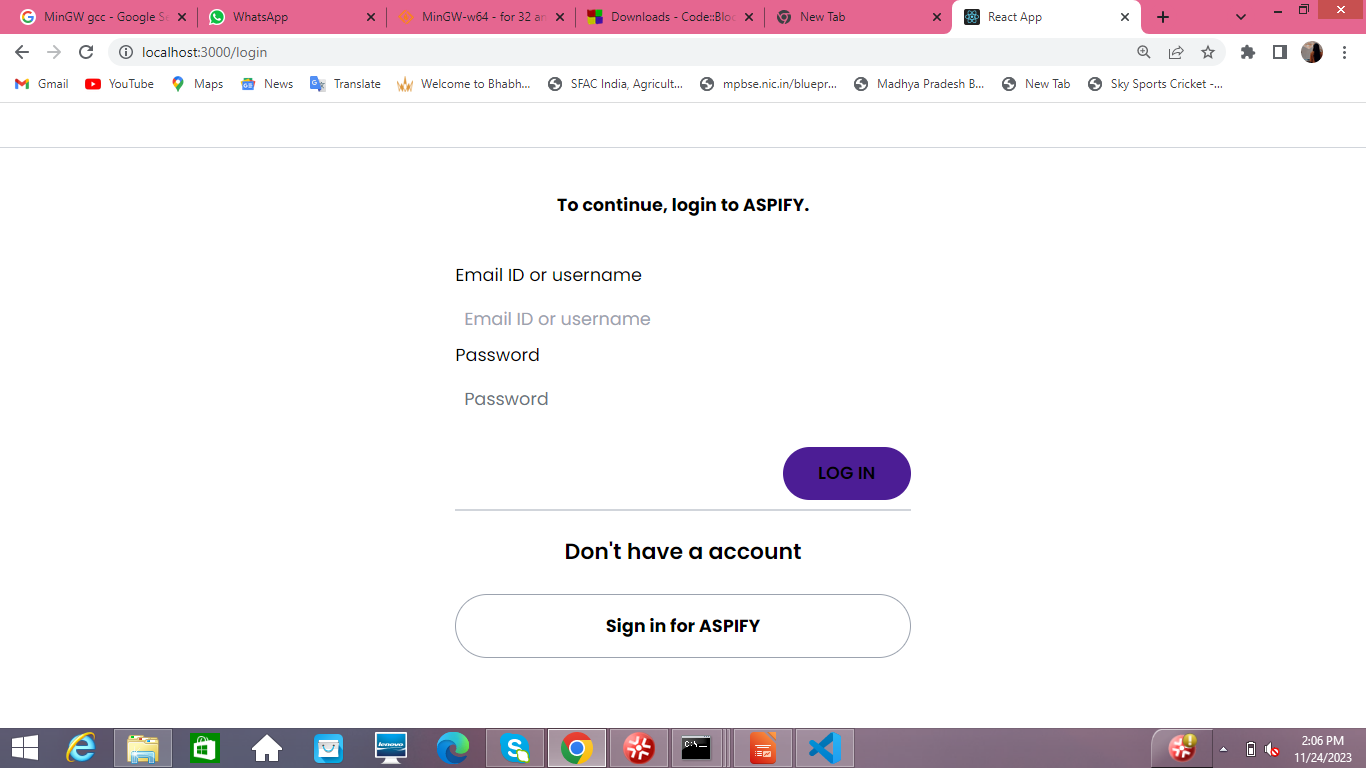 MinGW gcc - Google Se
WhatsApp
MinGW-w64 - for 32 an
Downloads - Code::Bloc
New Tab
React App
localhost:3000/login
Gmail
YouTube
Maps
News
Translate
Welcome to Bhabh...
SFAC India, Agricult...
mpbse.nic.in/bluepr...
Madhya Pradesh B...
New Tab
Sky Sports Cricket -...
To continue, login to ASPIFY.
Email ID or username
Email ID or username
Password
Password
LOG IN
Don't have a account
Sign in for ASPIFY
lenovo
C:\
2:06 PM
11/24/2023